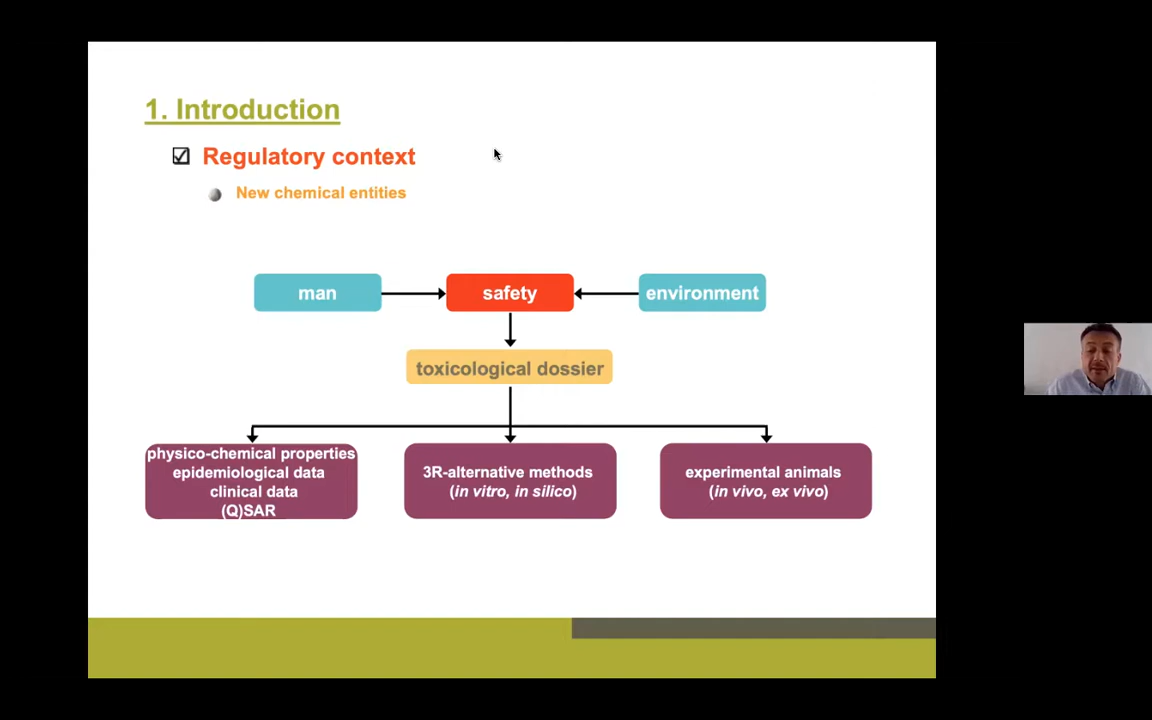 1. Introduction
Regulatory context
New chemical entities
man
safety
environment
toxicological dossier
physico-chemical properties
epidemiological data
clinical data
(Q)SAR
3R-alternative methods
(in vitro, in silico)
experimental animals
(in vivo, ex vivo)